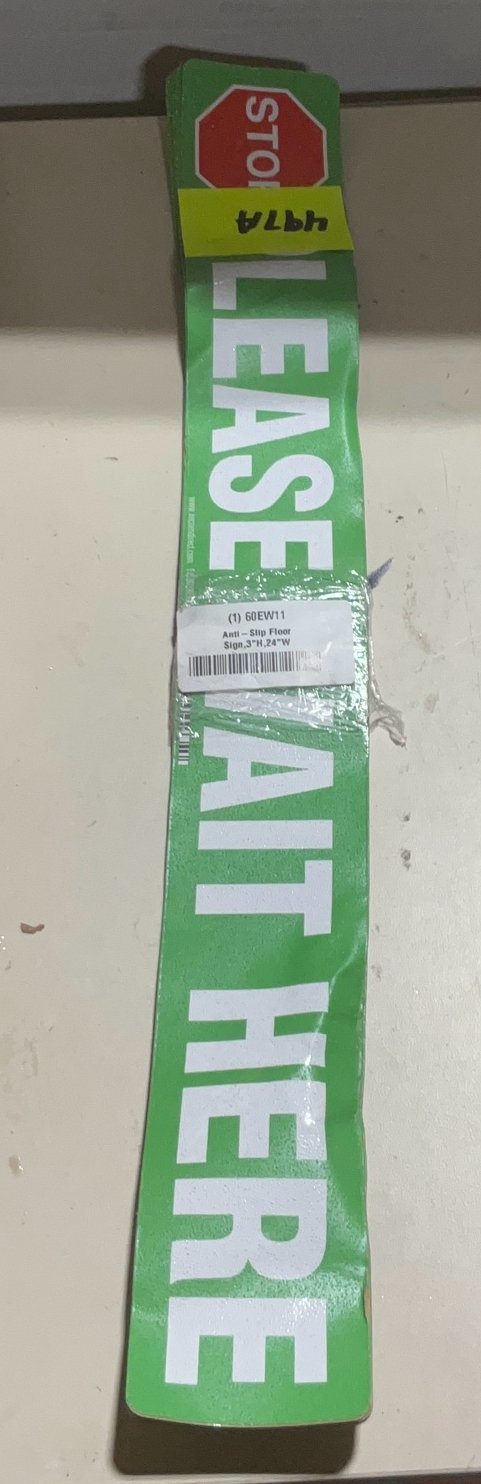 STO
497A
LEASE
(1) 60EW11
Anti-Slip Floor
Sign,3"H,24"W
AIT HERE